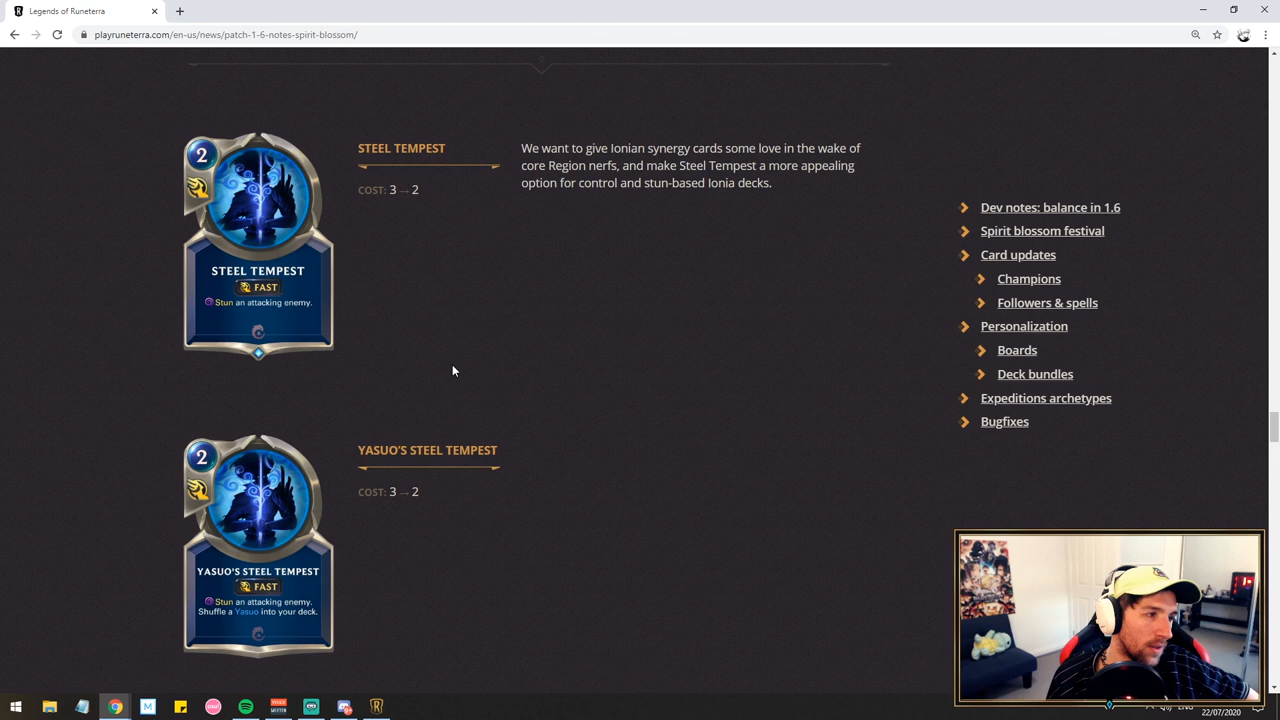 Legends of Runeterra
playruneterra.com/en-us/news/patch-1-6-notes-spirit-blossom/
2
STEEL TEMPEST
FAST
Stun an attacking enemy.
STEEL TEMPEST
COST: 3 → 2
We want to give Ionian synergy cards some love in the wake of
core Region nerfs, and make Steel Tempest a more appealing
option for control and stun-based Ionia decks.
2
YASUO'S STEEL TEMPEST
FAST
Stun an attacking enemy.
Shuffle a Yasuo into your deck.
YASUO'S STEEL TEMPEST
COST: 3 → 2
Dev notes: balance in 1.6
Spirit blossom festival
Card updates
Champions
Followers & spells
Personalization
Boards
Deck bundles
Expeditions archetypes
Bugfixes
22/07/2020